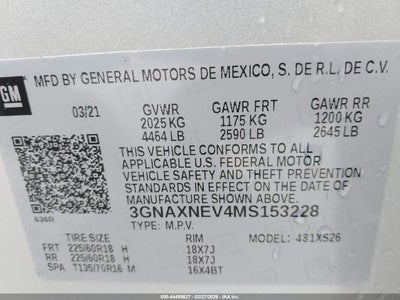 GM
MFD BY GENERAL MOTORS DE MEXICO, S. DE R.L. DE C.V.
03/21 GVWR GAWR FRT GAWR RR
2025 KG 1175 KG 1200 KG
4464 LB 2590 LB 2645 LB
THIS VEHICLE CONFORMS TO ALL
APPLICABLE U.S. FEDERAL MOTOR
VEHICLE SAFETY AND THEFT PREVENTION
STANDARDS IN EFFECT ON THE DATE OF
MANUFACTURE SHOWN ABOVE.
3GNAXNEV4MS153228
636R TYPE: M.P.V. MODEL: 481XS26
TIRE SIZE RIM
FRT 225/60R18 H 18X7J
RR 225/60R18 H 18X7J
SPA T135/70R16 M 16X4BT